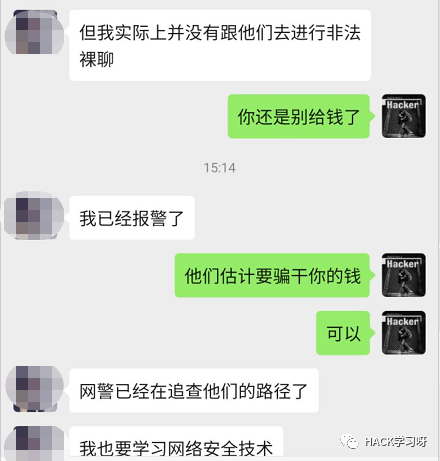 但我实际上并没有跟他们去进行非法
裸聊
你还是别给钱了
Hacker
15:14
我已经报警了
他们估计要骗干你的钱
Hacker
可以
Hacker
网警已经在追查他们的路径了
我也要学习网络安全技术
HACK学习呀